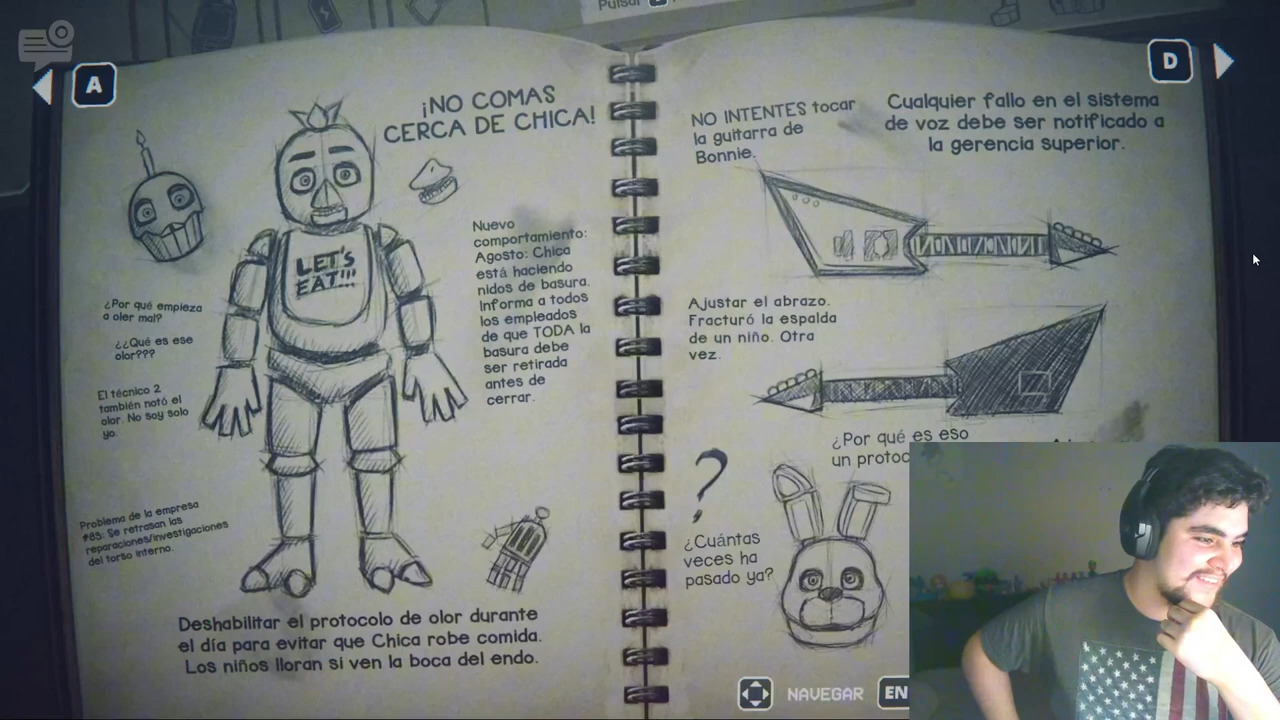 Pulsar
A
D
¡NO COMAS
CERCA DE CHICA!
LET'S
EAT!!!
Nuevo
comportamiento:
Agosto: Chica
está haciendo
nidos de basura.
Informa a todos
los empleados
de que TODA la
basura debe
ser retirada
antes de
cerrar.
¿Por qué empieza
a oler mal?
¿¿Qué es ese
olor???
El técnico 2
también notó el
olor. No soy solo
yo.
Problema de la empresa
#83: Se retrasan las
reparaciones/investigaciones
del torso interno.
Deshabilitar el protocolo de olor durante
el día para evitar que Chica robe comida.
Los niños lloran si ven la boca del endo.
NO INTENTES tocar
la guitarra de
Bonnie.
Cualquier fallo en el sistema
de voz debe ser notificado a
la gerencia superior.
Ajustar el abrazo.
Fracturó la espalda
de un niño. Otra
vez.
¿Por qué es eso
un
?
¿Cuántas
veces ha
pasado ya?
NAVEGAR
EN